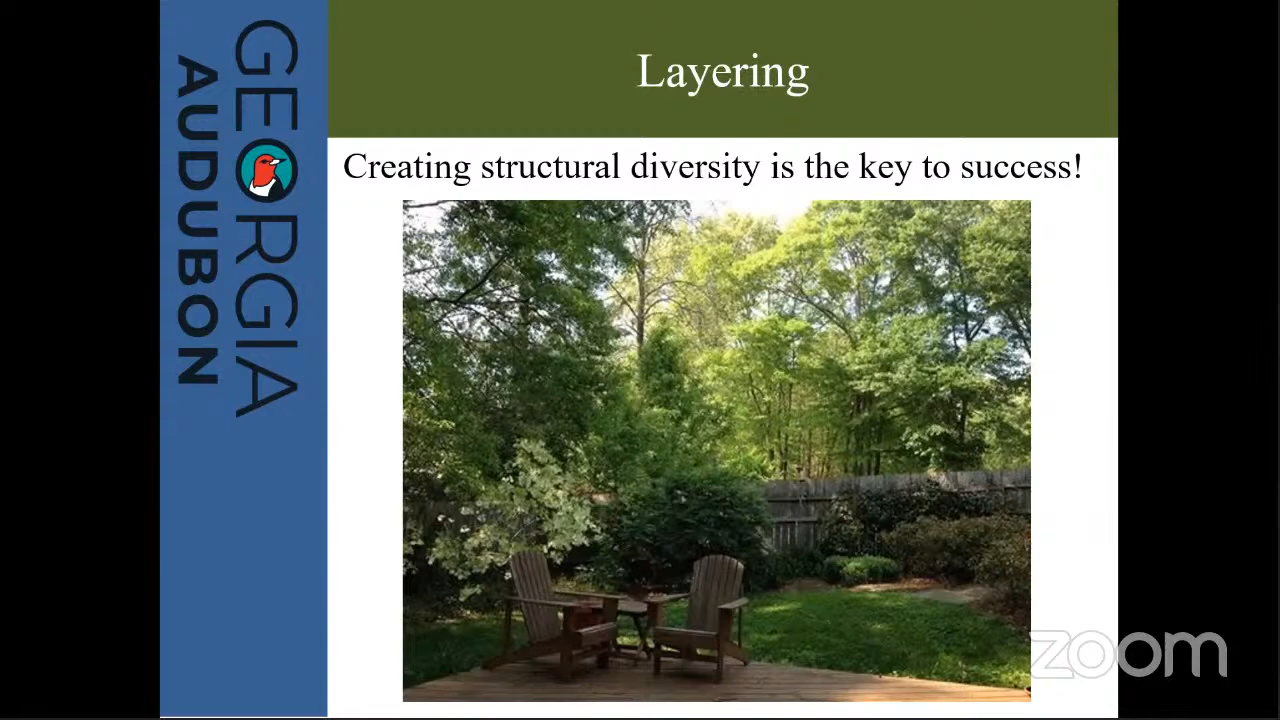 GEORGIA
AUDUBON
Layering
Creating structural diversity is the key to success!
zoom